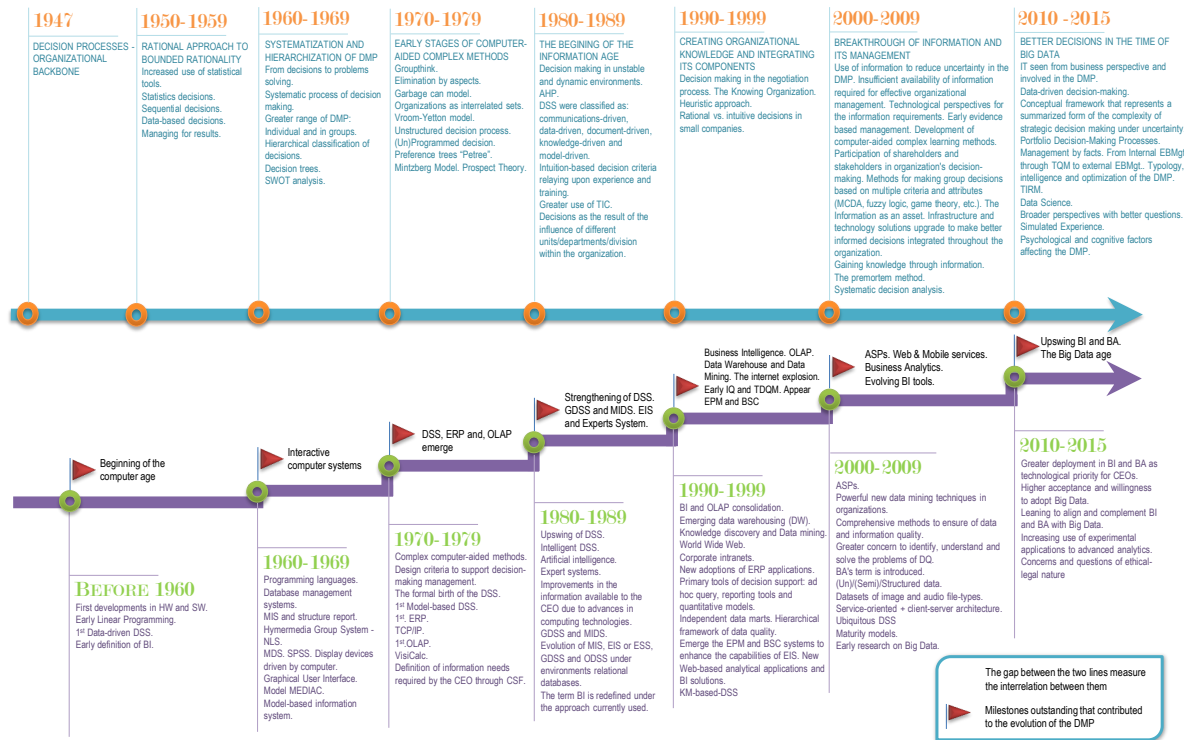 1947
DECISION PROCESSES -
ORGANIZATIONAL
BACKBONE
1950-1959
RATIONAL APPROACH TO
BOUNDED RATIONALITY
Increased use of statistical
tools.
Statistics decisions.
Sequential decisions.
Data-based decisions.
Managing for results.
1960-1969
SYSTEMATIZATION AND
HIERARCHIZATION OF DMP
From decisions to problems
solving.
Systematic process of decision
making.
Greater range of DMP:
Individual and in groups.
Hierarchical classification of
decisions.
Decision trees.
SWOT analysis.
1970-1979
EARLY STAGES OF COMPUTER-
AIDED COMPLEX METHODS
Groupthink.
Elimination by aspects.
Garbage can model.
Organizations as interrelated sets.
Vroom-Yetton model.
Unstructured decision process.
(Un)Programmed decision.
Preference trees “Petree”.
Mintzberg Model. Prospect Theory.
1980-1989
THE BEGINING OF THE
INFORMATION AGE
Decision making in unstable
and dynamic environments.
AHP.
DSS were classified as:
communications-driven,
data-driven, document-driven,
knowledge-driven and
model-driven.
Intuition-based decision criteria
relaying upon experience and
training.
Greater use of TIC.
Decisions as the result of the
influence of different
units/departments/division
within the organization.
1990-1999
CREATING ORGANIZATIONAL
KNOWLEDGE AND INTEGRATING
ITS COMPONENTS
Decision making in the negotiation
process. The Knowing Organization.
Heuristic approach.
Rational vs. intuitive decisions in
small companies.
2000-2009
BREAKTHROUGH OF INFORMATION AND
ITS MANAGEMENT
Use of information to reduce uncertainty in the
DMP. Insufficient availability of information
required for effective organizational
management. Technological perspectives for
the information requirements. Early evidence
based management. Development of
computer-aided complex learning methods.
Participation of shareholders and
stakeholders in organization's decision-
making. Methods for making group decisions
based on multiple criteria and attributes
(MCDA, fuzzy logic, game theory, etc.). The
Information as an asset. Infrastructure and
technology solutions upgrade to make better
informed decisions integrated throughout the
organization.
Gaining knowledge through information.
The premortem method.
Systematic decision analysis.
2010 -2015
BETTER DECISIONS IN THE TIME OF
BIG DATA
IT seen from business perspective and
involved in the DMP.
Data-driven decision-making.
Conceptual framework that represents a
summarized form of the complexity of
strategic decision making under uncertainty
Portfolio Decision-Making Processes.
Management by facts. From Internal EBMgt
through TQM to external EBMgt.. Typology,
intelligence and optimization of the DMP.
TIRM.
Data Science.
Broader perspectives with better questions.
Simulated Experience.
Psychological and cognitive factors
affecting the DMP.
Beginning of the
computer age
Interactive
computer systems
DSS, ERP and, OLAP
emerge
Strengthening of DSS.
GDSS and MIDS. EIS
and Experts System.
Business Intelligence. OLAP.
Data Warehouse and Data
Mining. The internet explosion.
Early IQ and TDQM. Appear
EPM and BSC
ASPs. Web & Mobile services.
Business Analytics.
Evolving BI tools.
Upswing BI and BA.
The Big Data age
BEFORE 1960
First developments in HW and SW.
Early Linear Programming.
1st Data-driven DSS.
Early definition of BI.
1960-1969
Programming languages.
Database management
systems.
MIS and structure report.
Hymermedia Group System -
NLS.
MDS. SPSS. Display devices
driven by computer.
Graphical User Interface.
Model MEDIAC.
Model-based information
system.
1970-1979
Complex computer-aided methods.
Design criteria to support decision-
making management.
The formal birth of the DSS.
1st Model-based DSS.
1st. ERP.
TCP/IP.
1st.OLAP.
VisiCalc.
Definition of information needs
required by the CEO through CSF.
1980-1989
Upswing of DSS.
Intelligent DSS.
Artificial intelligence.
Expert systems.
Improvements in the
information available to the
CEO due to advances in
computing technologies.
GDSS and MIDS.
Evolution of MIS, EIS or ESS,
GDSS and ODSS under
environments relational
databases.
The term BI is redefined under
the approach currently used.
1990-1999
BI and OLAP consolidation.
Emerging data warehousing (DW).
Knowledge discovery and Data mining.
World Wide Web.
Corporate intranets.
New adoptions of ERP applications.
Primary tools of decision support: ad
hoc query, reporting tools and
quantitative models.
Independent data marts. Hierarchical
framework of data quality.
Emerge the EPM and BSC systems to
enhance the capabilities of EIS. New
Web-based analytical applications and
BI solutions.
KM-based-DSS
2000-2009
ASPs.
Powerful new data mining techniques in
organizations.
Comprehensive methods to ensure of data
and information quality.
Greater concern to identify, understand and
solve the problems of DQ.
BA's term is introduced.
(Un)/(Semi)/Structured data.
Datasets of image and audio file-types.
Service-oriented + client-server architecture.
Ubiquitous DSS
Maturity models.
Early research on Big Data.
2010-2015
Greater deployment in BI and BA as
technological priority for CEOs.
Higher acceptance and willingness
to adopt Big Data.
Leaning to align and complement BI
and BA with Big Data.
Increasing use of experimental
applications to advanced analytics.
Concerns and questions of ethical-
legal nature
The gap between the two lines measure
the interrelation between them
Milestones outstanding that contributed
to the evolution of the DMP